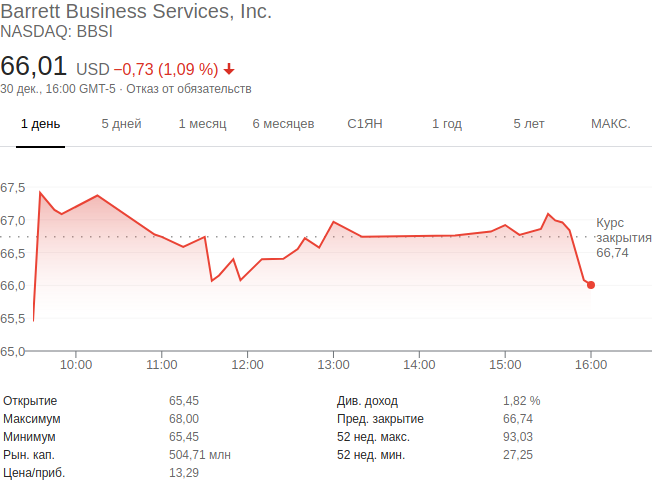 Barrett Business Services, Inc.
NASDAQ: BBSI
66,01 USD −0,73 (1,09 %)
30 дек., 16:00 GMT-5 · Отказ от обязательств
1 день 5 дней 1 месяц 6 месяцев С1ЯН 1 год 5 лет МАКС.
67,5
67,0
66,5
66,0
65,5
65,0
Курс
закрытия
66,74
10:00 11:00 12:00 13:00 14:00 15:00 16:00
Открытие 65,45 Див. доход 1,82 %
Максимум 68,00 Пред. закрытие 66,74
Минимум 65,45 52 нед. макс. 93,03
Рын. кап. 504,71 млн 52 нед. мин. 27,25
Цена/приб. 13,29